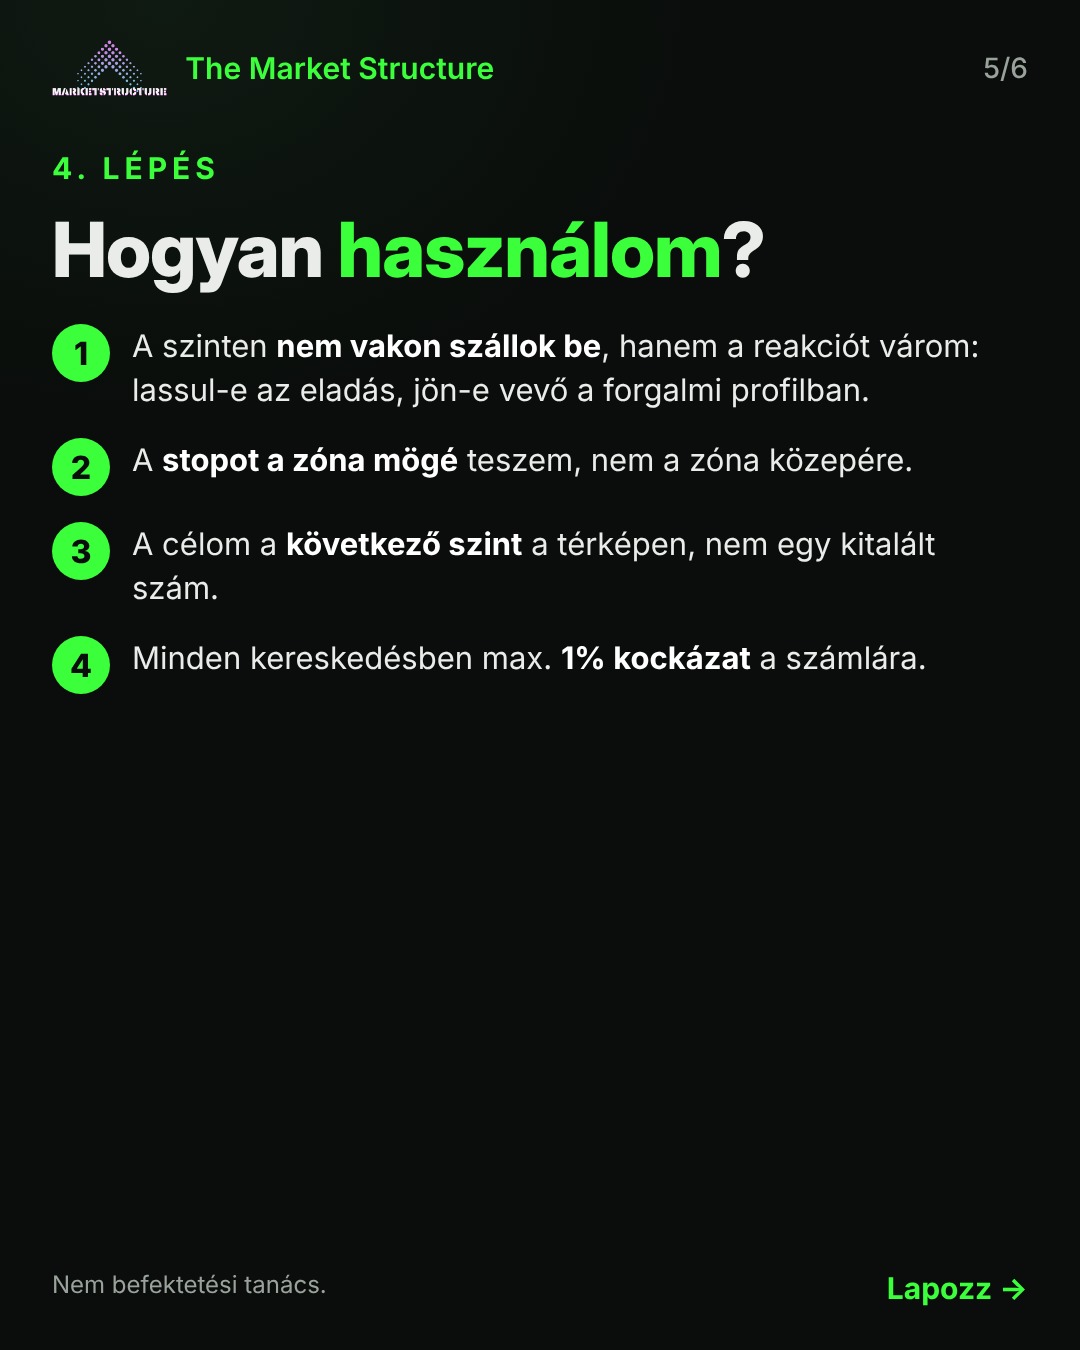 MARKETSTRUCTURE
The Market Structure
5/6
4. LÉPÉS
Hogyan használom?
1
A szinten nem vakon szállok be, hanem a reakciót várom:
lassul-e az eladás, jön-e vevő a forgalmi profilban.
2
A stopot a zóna mögé teszem, nem a zóna közepére.
3
A célom a következő szint a térképen, nem egy kitalált
szám.
4
Minden kereskedésben max. 1% kockázat a számlára.
Nem befektetési tanács.
Lapozz →